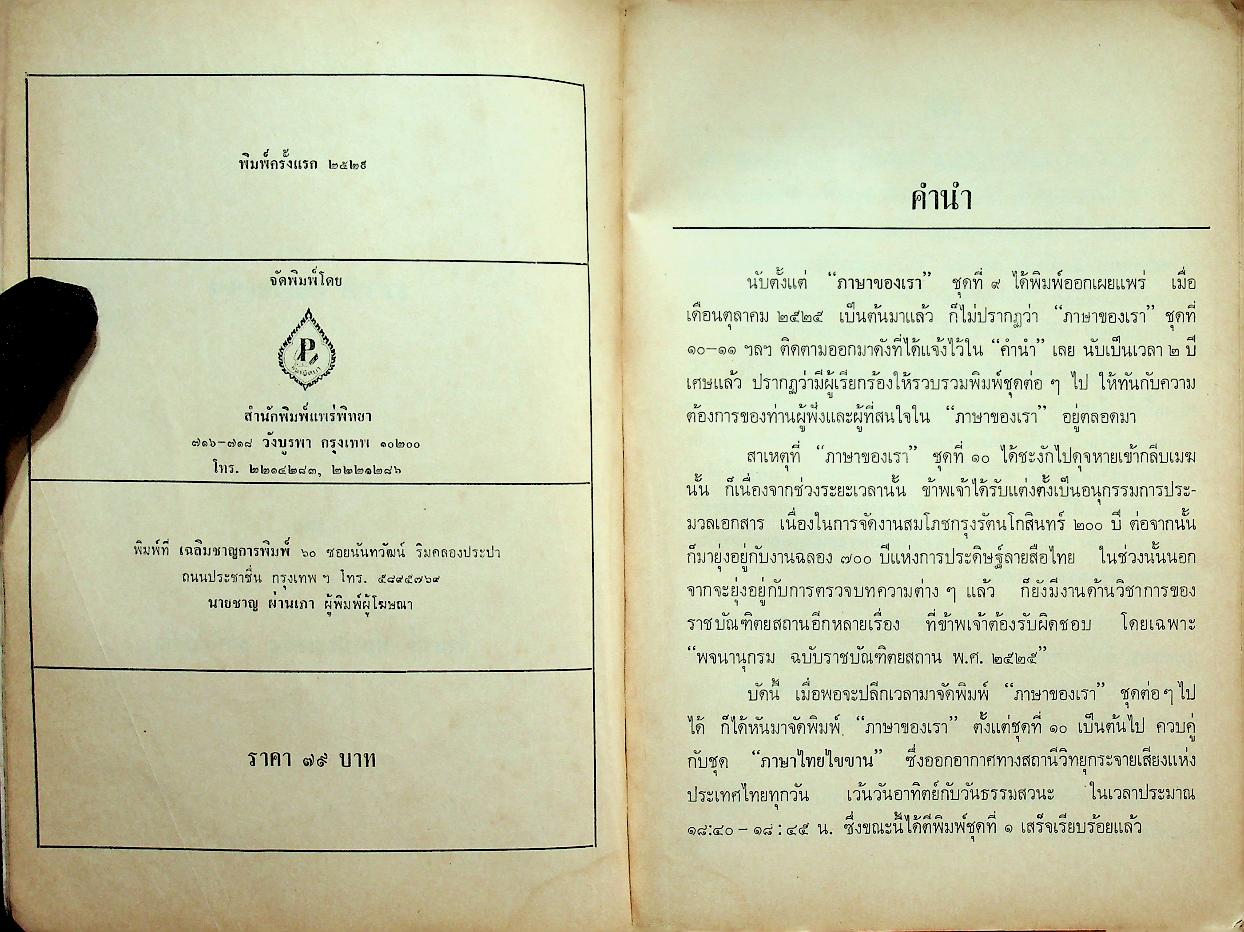 พิมพ์ครั้งแรก ๒๕๒๙
จัดพิมพ์โดย
P
สำนักพิมพ์แพร่พิทยา
๗๑๖-๗๑๘ วังบูรพา กรุงเทพ ๑๐๒๐๐
โทร. ๒๒๑๔๒๘๓, ๒๒๒๑๒๘๖
พิมพ์ที่ เฉลิมชาญการพิมพ์ ๖๐ ซอยนันทวัฒน์ ริมคลองประปา
ถนนประชาชื่น กรุงเทพ ฯ โทร. ๕๘๙๕๗๖๙
นายชาญ ผ่านเภา ผู้พิมพ์ผู้โฆษณา
ราคา ๗๙ บาท
คำนำ
นับตั้งแต่ “ภาษาของเรา” ชุดที่ ๙ ได้พิมพ์ออกเผยแพร่ เมื่อ
เดือนตุลาคม ๒๕๒๕ เป็นต้นมาแล้ว ก็ไม่ปรากฏว่า “ภาษาของเรา” ชุดที่
๑๐-๑๑ ฯลฯ ติดตามออกมาดังที่ได้แจ้งไว้ใน “คำนำ” เลย นับเป็นเวลา ๒ ปี
เศษแล้ว ปรากฏว่ามีผู้เรียกร้องให้รวบรวมพิมพ์ชุดต่อ ๆ ไป ให้ทันกับความ
ต้องการของท่านผู้ฟังและผู้ที่สนใจใน “ภาษาของเรา” อยู่ตลอดมา
สาเหตุที่ “ภาษาของเรา” ชุดที่ ๑๐ ได้ชะงักไปดุจหายเข้ากลีบเมฆ
นั้น ก็เนื่องจากช่วงระยะเวลานั้น ข้าพเจ้าได้รับแต่งตั้งเป็นอนุกรรมการประ-
มวลเอกสาร เนื่องในการจัดงานสมโภชกรุงรัตนโกสินทร์ ๒๐๐ ปี ต่อจากนั้น
ก็มายุ่งอยู่กับงานฉลอง ๗๐๐ ปีแห่งการประดิษฐ์ลายสือไทย ในช่วงนั้นนอก
จากจะยุ่งอยู่กับการตรวจบทความต่าง ๆ แล้ว ก็ยังมีงานด้านวิชาการของ
ราชบัณฑิตยสถานอีกหลายเรื่อง ที่ข้าพเจ้าต้องรับผิดชอบ โดยเฉพาะ
“พจนานุกรม ฉบับราชบัณฑิตยสถาน พ.ศ. ๒๕๒๕”
บัดนี้ เมื่อพอจะปลีกเวลามาจัดพิมพ์ “ภาษาของเรา” ชุดต่อๆ ไป
ได้ ก็ได้หันมาจัดพิมพ์ “ภาษาของเรา” ตั้งแต่ชุดที่ ๑๐ เป็นต้นไป ควบคู่
กับชุด “ภาษาไทยไขขาน” ซึ่งออกอากาศทางสถานีวิทยุกระจายเสียงแห่ง
ประเทศไทยทุกวัน เว้นวันอาทิตย์กับวันธรรมสวนะ ในเวลาประมาณ
๑๘:๔๐ – ๑๘ : ๔๕ น. ซึ่งขณะนี้ได้ตีพิมพ์ชุดที่ ๑ เสร็จเรียบร้อยแล้ว